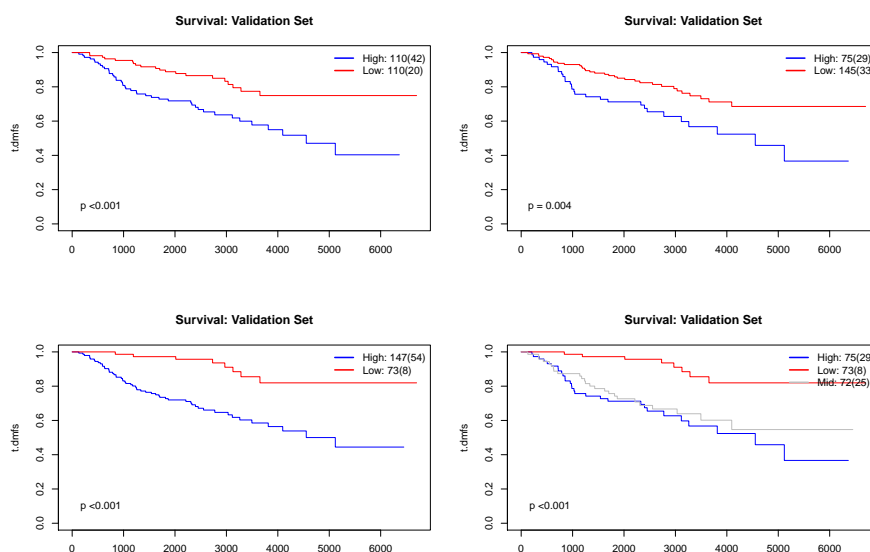 Survival: Validation Set
t.dmfs
0.0 0.2 0.4 0.6 0.8 1.0
High: 110(42)
Low: 110(20)
p <0.001
0 1000 2000 3000 4000 5000 6000
Survival: Validation Set
t.dmfs
0.0 0.2 0.4 0.6 0.8 1.0
High: 75(29)
Low: 145(33
p = 0.004
0 1000 2000 3000 4000 5000 6000
Survival: Validation Set
t.dmfs
0.0 0.2 0.4 0.6 0.8 1.0
High: 147(54)
Low: 73(8)
p <0.001
0 1000 2000 3000 4000 5000 6000
Survival: Validation Set
t.dmfs
0.0 0.2 0.4 0.6 0.8 1.0
High: 75(29
Low: 73(8)
Mid: 72(25)
p <0.001
0 1000 2000 3000 4000 5000 6000